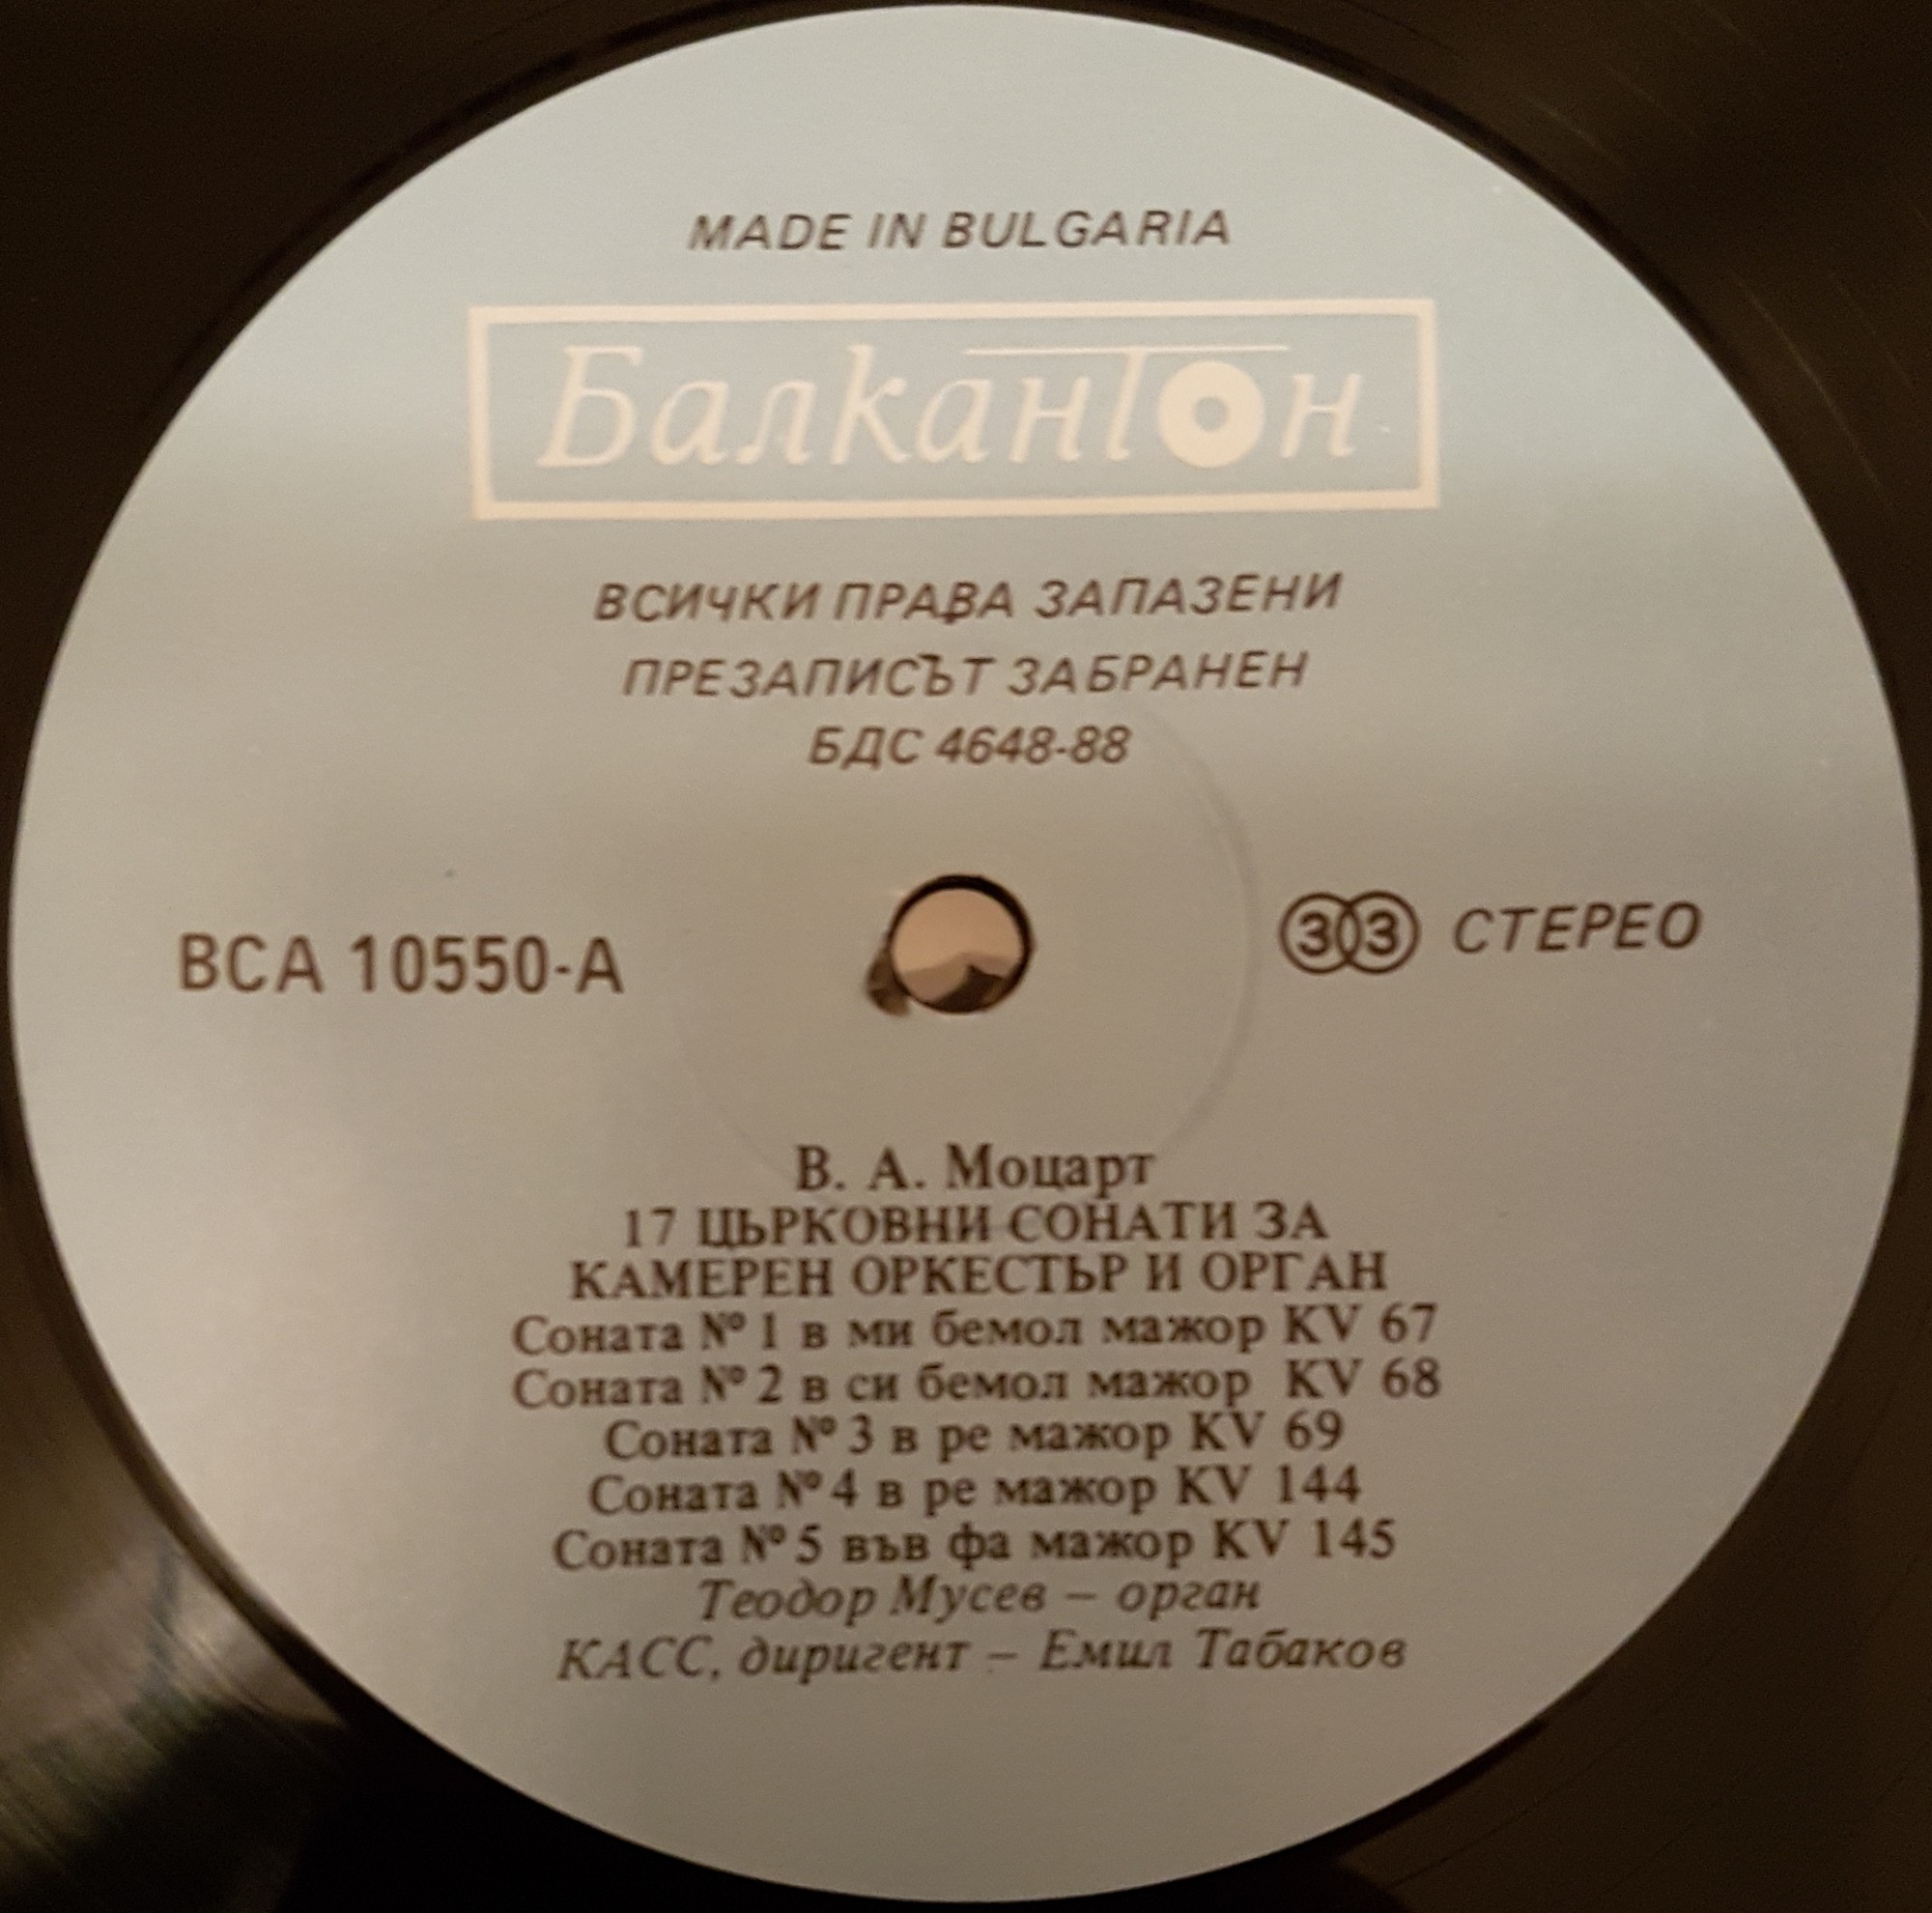 MADE IN BULGARIA
Балкантон
ВСИЧКИ ПРАВА ЗАПАЗЕНИ
ПРЕЗАПИСЪТ ЗАБРАНЕН
БДС 4648-88
ВСА 10550-А
33 СТЕРЕО
В. А. Моцарт
17 ЦЬРКОВНИ СОНАТИ ЗА
КАМЕРЕН ОРКЕСТЬР И ОРГАН
Соната № 1 в ми бемол мажор KV 67
Соната № 2 в си бемол мажор KV 68
Соната № 3 в ре мажор KV 69
Соната № 4 в ре мажор KV 144
Соната № 5 във фа мажор KV 145
Теодор Мусев – орган
КАСС, диригент – Емил Табаков